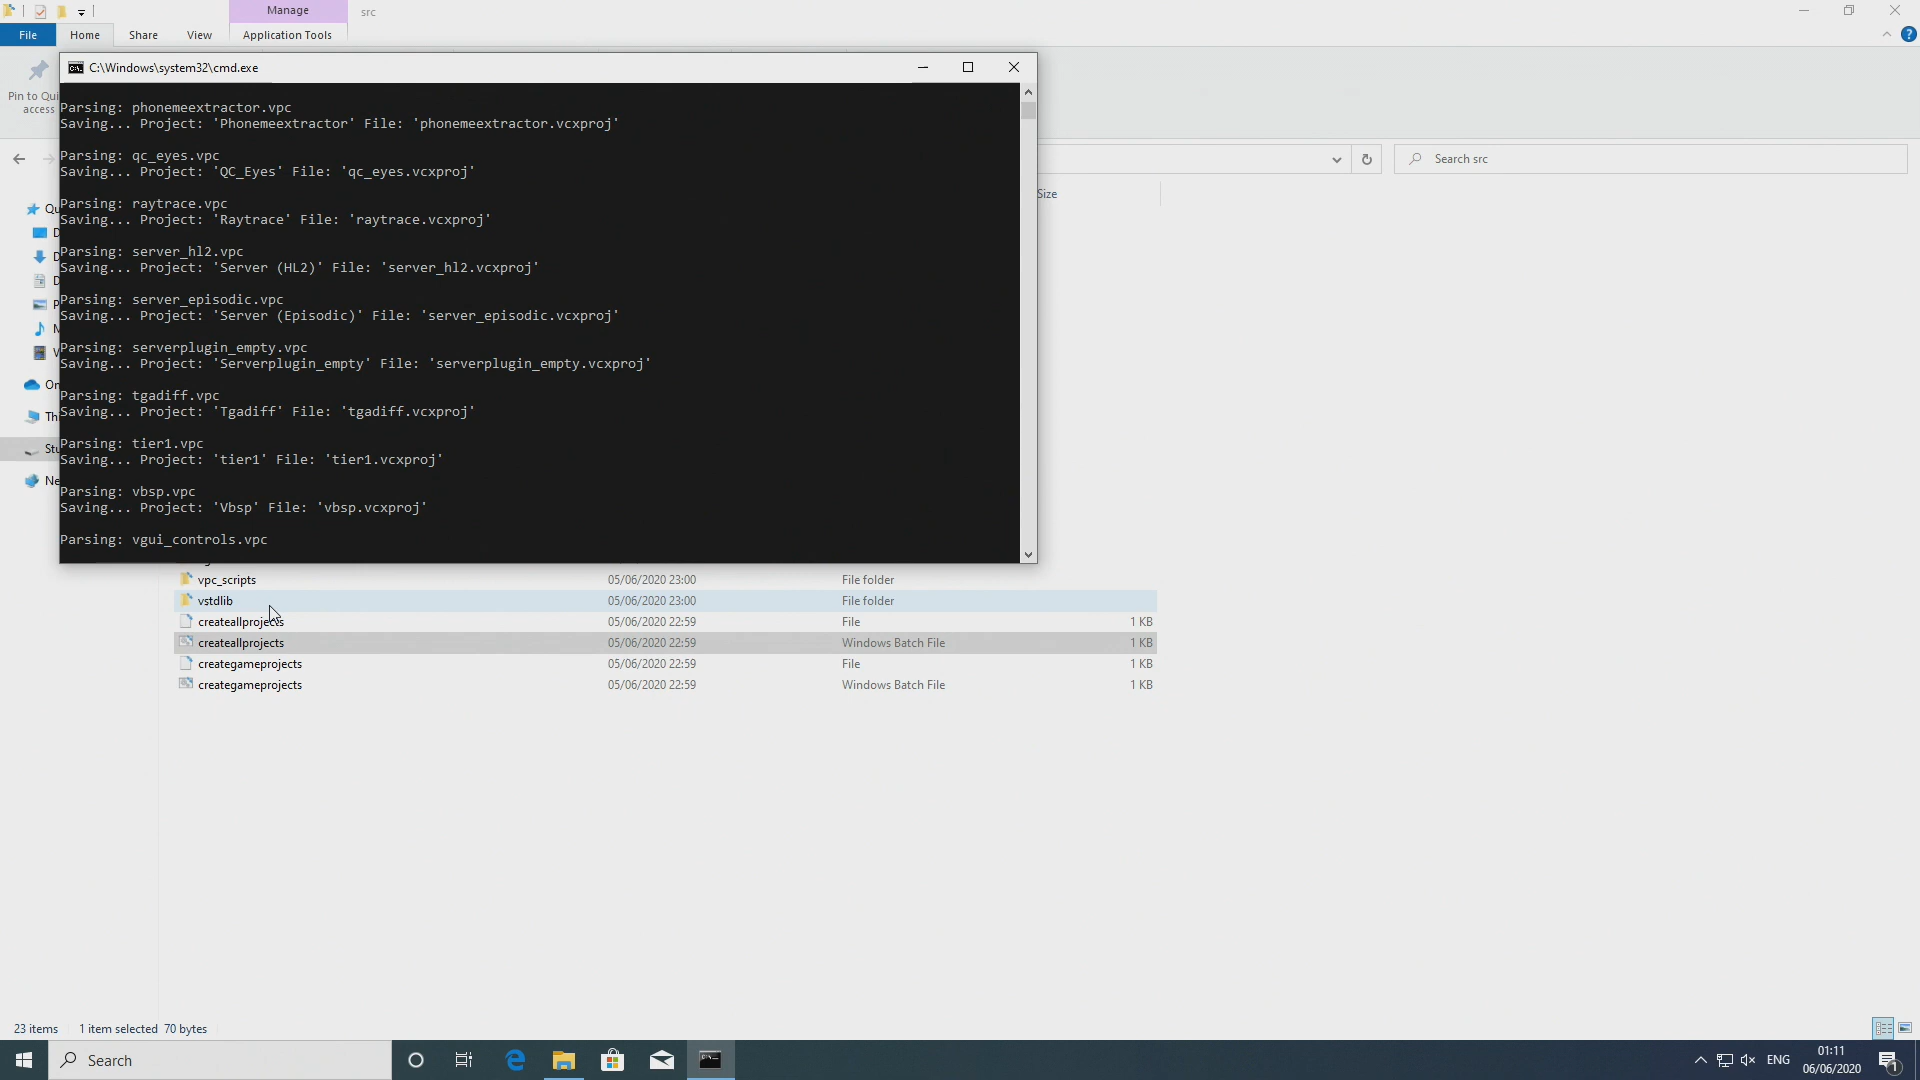 Manage
src
File
Home
Share
View
Application Tools
C:\Windows\system32\cmd.exe
Pin to Qui
access
Parsing: phonemeextractor.vpc
Saving... Project: 'Phonemeextractor' File: 'phonemeextractor.vcxproj'
Parsing: qc_eyes.vpc
Saving... Project: 'QC_Eyes' File: 'qc_eyes.vcxproj'
Parsing: raytrace.vpc
Saving... Project: 'Raytrace' File: 'raytrace.vcxproj'
Parsing: server_hl2.vpc
Saving... Project: 'Server (HL2)' File: 'server_hl2.vcxproj'
Parsing: server_episodic.vpc
Saving... Project: 'Server (Episodic)' File: 'server_episodic.vcxproj'
Parsing: serverplugin_empty.vpc
Saving... Project: 'Serverplugin_empty' File: 'serverplugin_empty.vcxproj'
Parsing: tgadiff.vpc
Saving... Project: 'Tgadiff' File: 'tgadiff.vcxproj'
Parsing: tier1.vpc
Saving... Project: 'tier1' File: 'tier1.vcxproj'
Parsing: vbsp.vpc
Saving... Project: 'Vbsp' File: 'vbsp.vcxproj'
Parsing: vgui_controls.vpc
Search src
Size
vpc_scripts 05/06/2020 23:00 File folder
vstdlib 05/06/2020 23:00 File folder
createallprojects 05/06/2020 22:59 File 1 KB
createallprojects 05/06/2020 22:59 Windows Batch File 1 KB
creategameprojects 05/06/2020 22:59 File 1 KB
creategameprojects 05/06/2020 22:59 Windows Batch File 1 KB
23 items 1 item selected 70 bytes
Search
ENG
01:11
06/06/2020
1